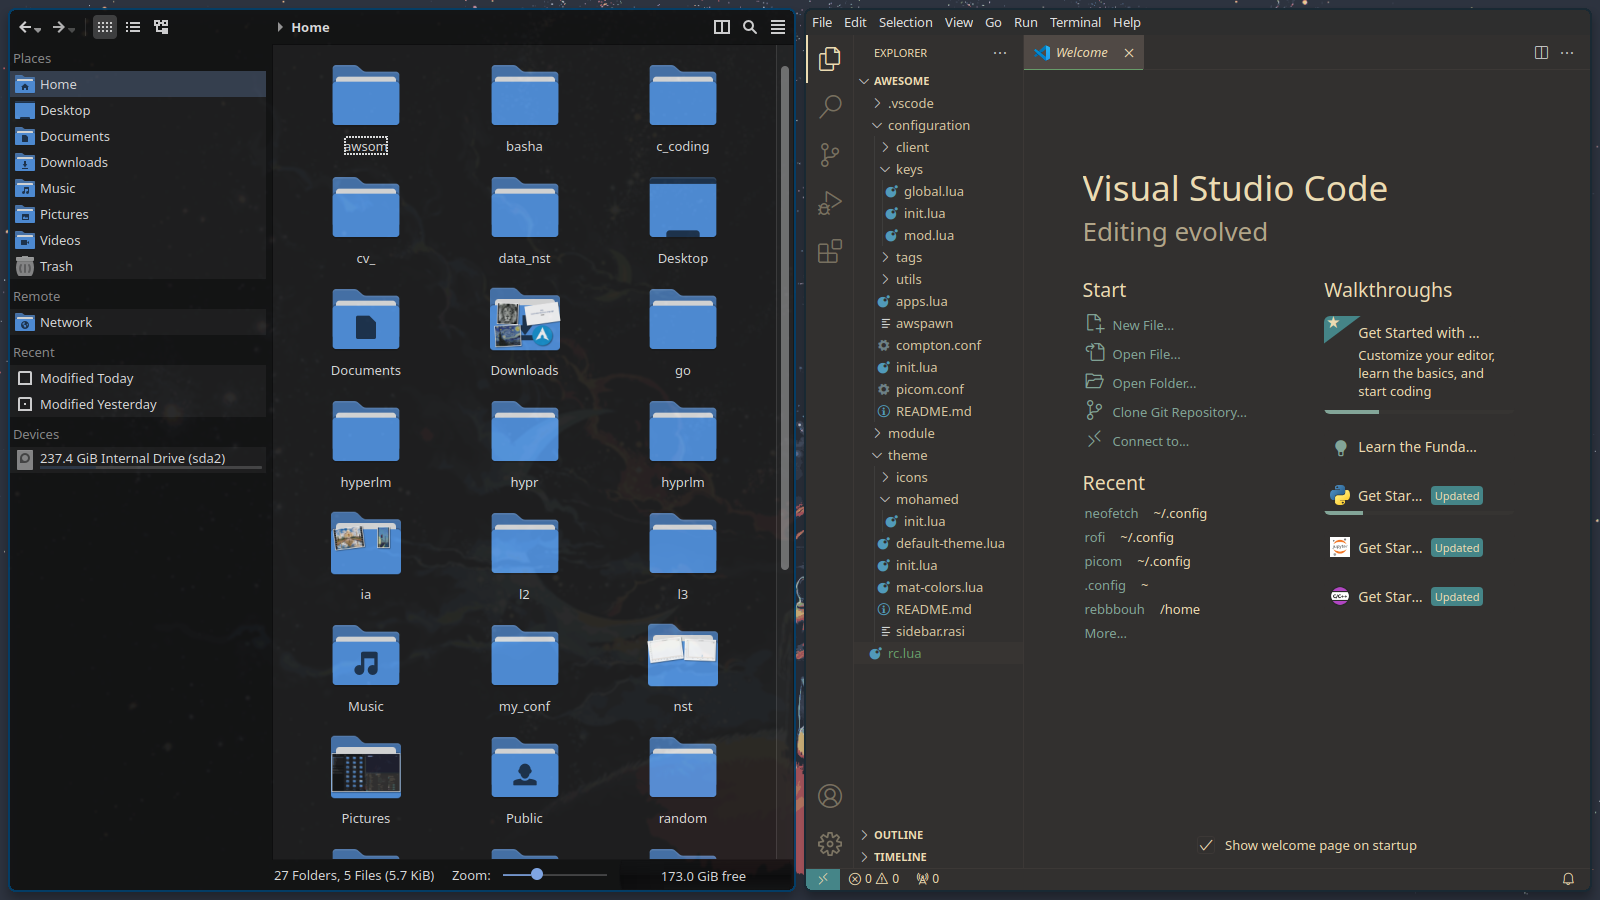 Home
Places
Home
Desktop
Documents
Downloads
Music
Pictures
Videos
Trash
Remote
Network
Recent
Modified Today
Modified Yesterday
Devices
237.4 GiB Internal Drive (sda2)
awsom
basha
c_coding
cv_
data_nst
Desktop
Documents
Downloads
go
hyperlm
hypr
hyprlm
ia
l2
l3
Music
my_conf
nst
Pictures
Public
random
27 Folders, 5 Files (5.7 KiB)
Zoom:
173.0 GiB free
File Edit Selection View Go Run Terminal Help
EXPLORER
Welcome
AWESOME
.vscode
configuration
client
keys
global.lua
init.lua
mod.lua
tags
utils
apps.lua
awspawn
compton.conf
init.lua
picom.conf
README.md
module
theme
icons
mohamed
init.lua
default-theme.lua
init.lua
mat-colors.lua
README.md
sidebar.rasi
rc.lua
OUTLINE
TIMELINE
Visual Studio Code
Editing evolved
Start
New File...
Open File...
Open Folder...
Clone Git Repository...
Connect to...
Recent
neofetch ~/.config
rofi ~/.config
picom ~/.config
.config ~
rebbbouh /home
More...
Walkthroughs
Get Started with ...
Customize your editor,
learn the basics, and
start coding
Learn the Funda...
Get Star... Updated
Get Star... Updated
C/C++
Get Star... Updated
Show welcome page on startup
0 0 0